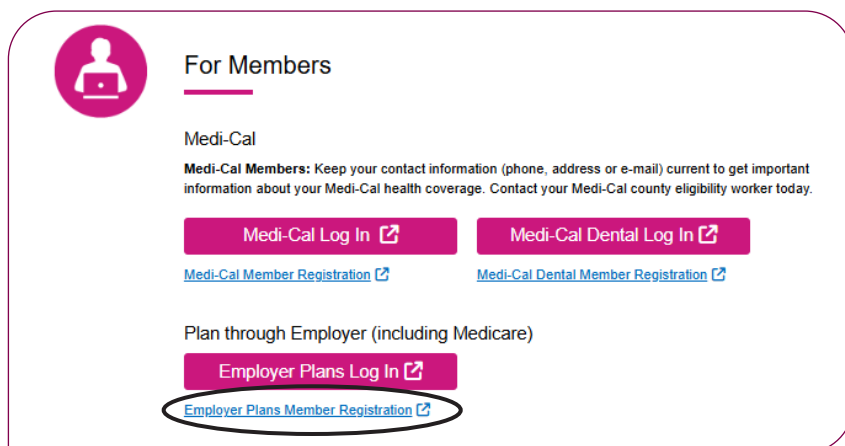 For Members
Medi-Cal
Medi-Cal Members: Keep your contact information (phone, address or e-mail) current to get important
information about your Medi-Cal health coverage. Contact your Medi-Cal county eligibility worker today.
Medi-Cal Log In
Medi-Cal Dental Log In
Medi-Cal Member Registration
Medi-Cal Dental Member Registration
Plan through Employer (including Medicare)
Employer Plans Log In
Employer Plans Member Registration